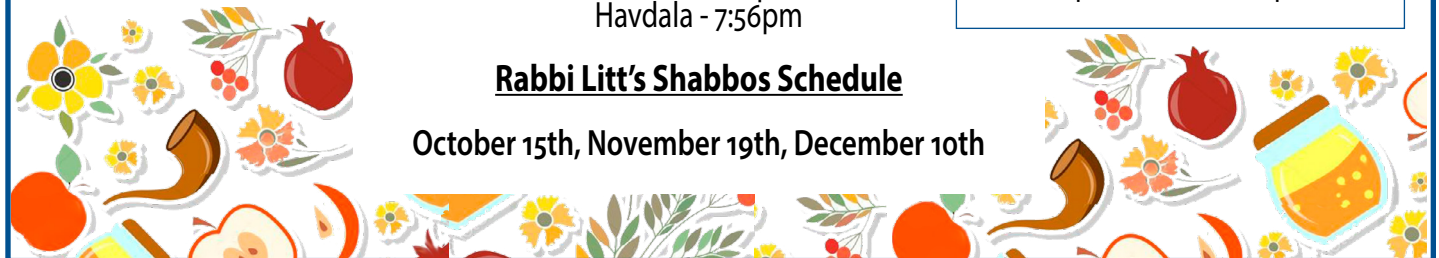 Havdala - 7:56pm
Rabbi Litt's Shabbos Schedule
October 15th, November 19th, December 10th